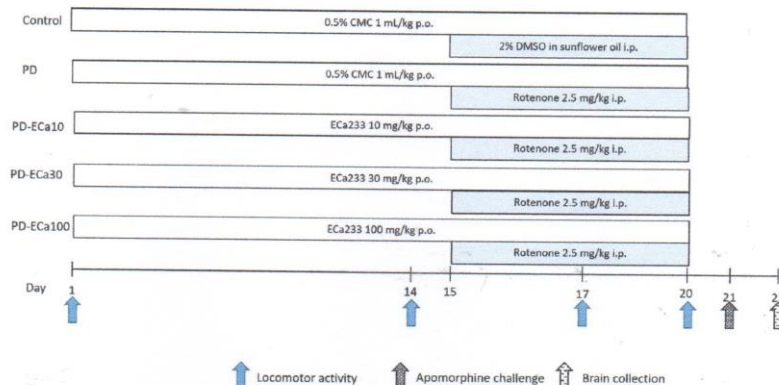 Control
0.5% CMC 1 mL/kg p.o.
2% DMSO in sunflower oil i.p.
PD
0.5% CMC 1 mL/kg p.o.
Rotenone 2.5 mg/kg i.p.
PD-ECa10
ECa233 10 mg/kg p.o.
Rotenone 2.5 mg/kg i.p.
PD-ECa30
ECa233 30 mg/kg p.o.
Rotenone 2.5 mg/kg i.p.
PD-ECa100
ECa233 100 mg/kg p.o.
Rotenone 2.5 mg/kg i.p.
Day 1 14 15 17 20 21
Locomotor activity Apomorphine challenge Brain collection